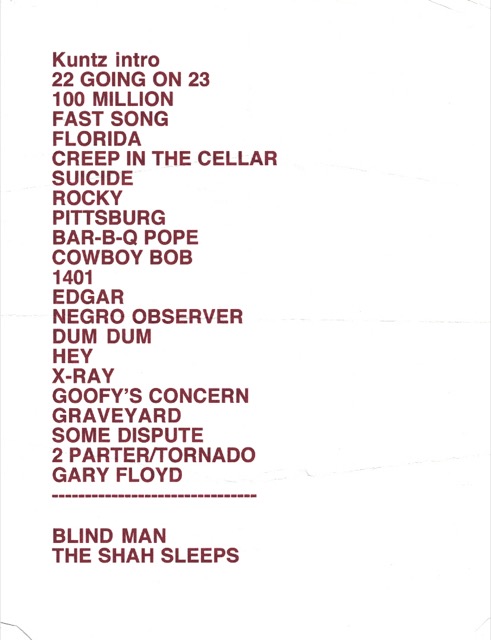 Kuntz intro
22 GOING ON 23
100 MILLION
FAST SONG
FLORIDA
CREEP IN THE CELLAR
SUICIDE
ROCKY
PITTSBURG
BAR-B-Q POPE
COWBOY BOB
1401
EDGAR
NEGRO OBSERVER
DUM DUM
HEY
X-RAY
GOOFY'S CONCERN
GRAVEYARD
SOME DISPUTE
2 PARTER/TORNADO
GARY FLOYD
-------------------------------
BLIND MAN
THE SHAH SLEEPS